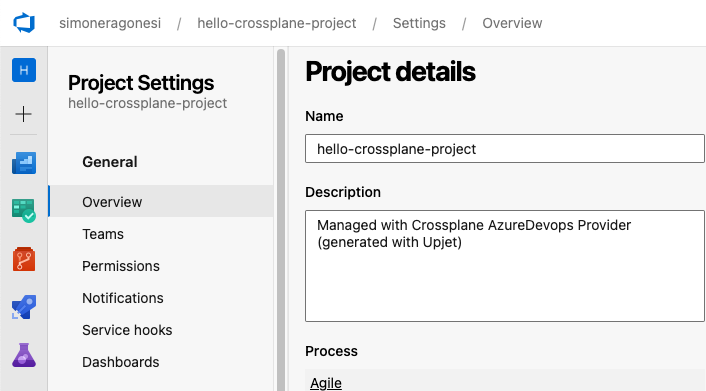 simoneragonesi / hello-crossplane-project / Settings / Overview
H
Project Settings
hello-crossplane-project
General
Overview
Teams
Permissions
Notifications
Service hooks
Dashboards
Project details
Name
hello-crossplane-project
Description
Managed with Crossplane AzureDevops Provider
(generated with Upjet)
Process
Agile